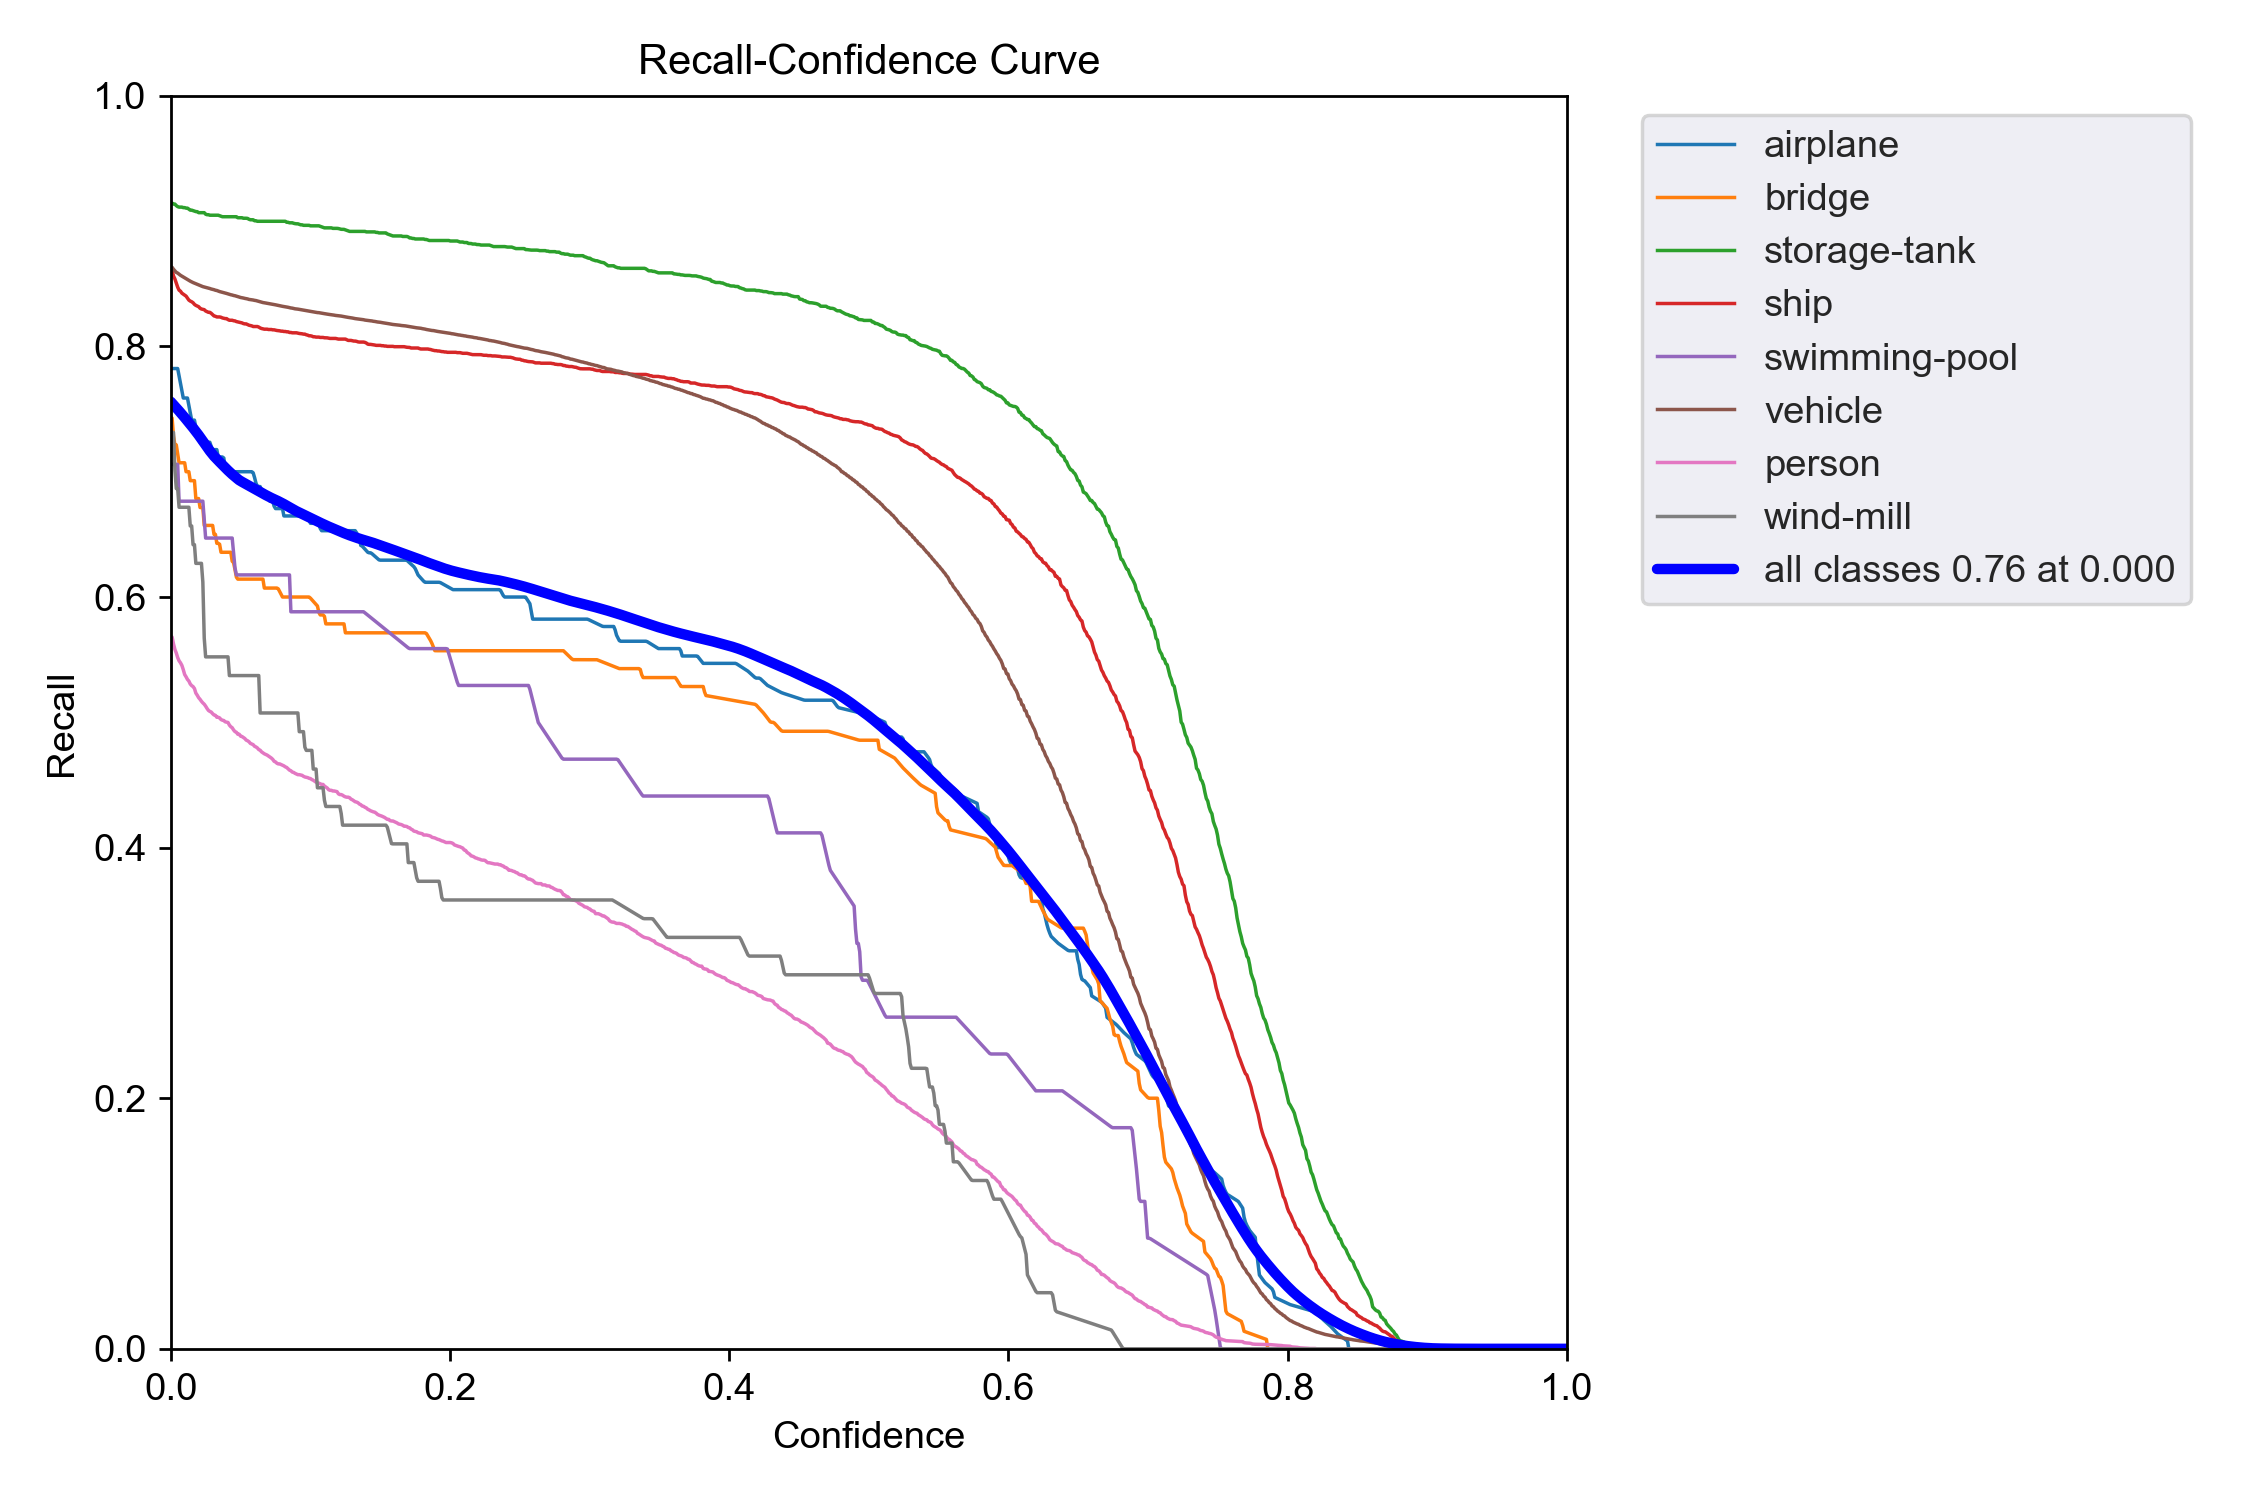 Recall-Confidence Curve
1.0
0.8
0.6
0.4
0.2
0.0
Recall
0.0 0.2 0.4 0.6 0.8 1.0
Confidence
airplane
bridge
storage-tank
ship
swimming-pool
vehicle
person
wind-mill
all classes 0.76 at 0.000